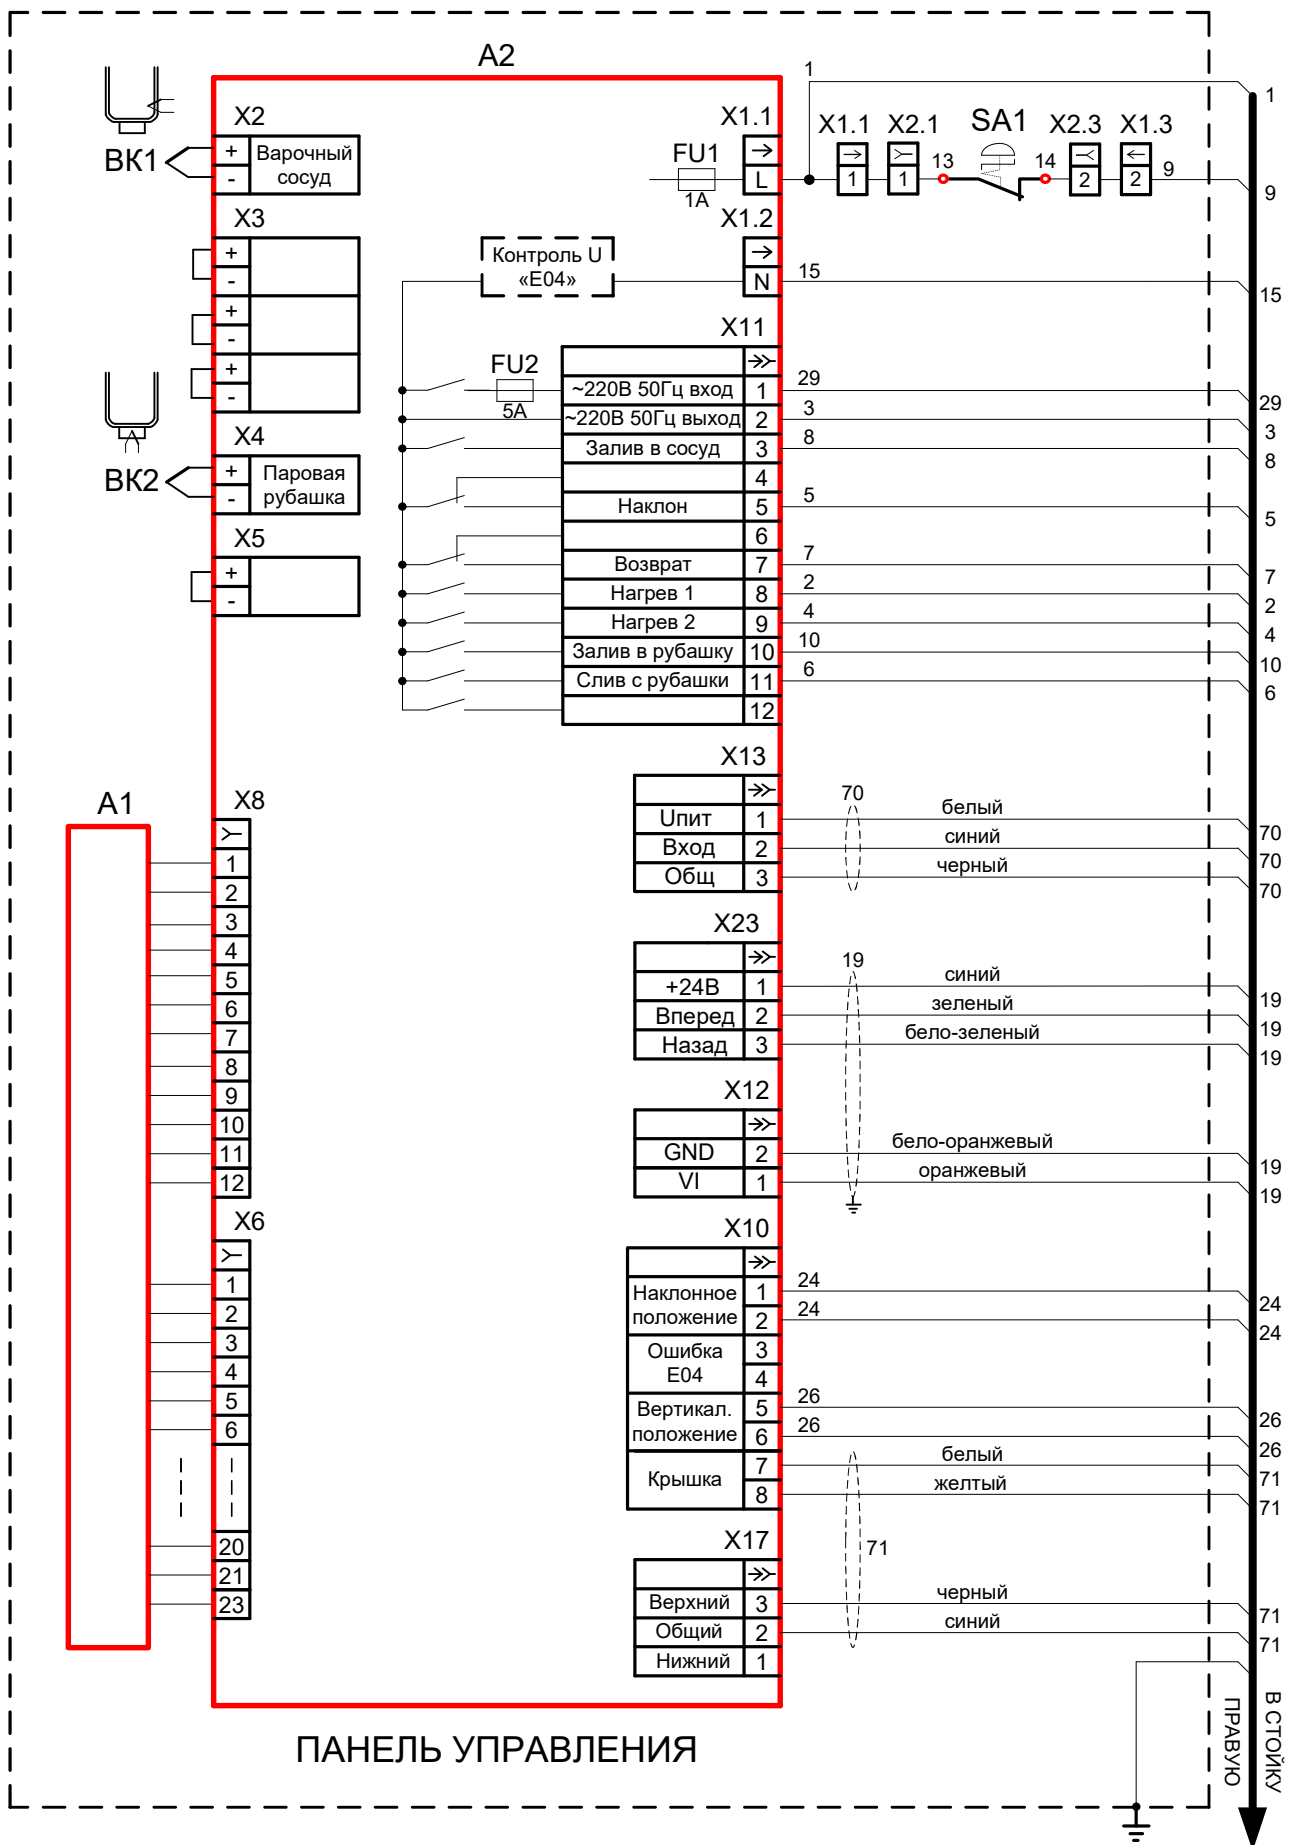 A2
X2
BK1
+
Варочный
сосуд
-
X3
+
-
+
-
+
-
X4
BK2
+
Паровая
рубашка
-
X5
+
-
X1.1
FU1
1A
L
X1.2
Контроль U
«E04»
N
1
1
X1.1
X2.1
SA1
X2.3
X1.3
1
1
13
14
2
2
9
9
15
15
X11
FU2
5A
~220В 50Гц вход 1 29 29
~220В 50Гц выход 2 3 3
Залив в сосуд 3 8 8
4
Наклон 5 5 5
6
Возврат 7 7 7
Нагрев 1 8 2 2
Нагрев 2 9 4 4
Залив в рубашку 10 10 10
Слив с рубашки 11 6 6
12
X13
70
Uпит 1 белый 70
Вход 2 синий 70
Общ 3 черный 70
A1
X8
1
2
3
4
5
6
7
8
9
10
11
12
X23
19
+24В 1 синий 19
Вперед 2 зеленый 19
Назад 3 бело-зеленый 19
X12
GND 2 бело-оранжевый 19
VI 1 оранжевый 19
X6
1
2
3
4
5
6
20
21
23
X10
Наклонное
положение
1 24 24
2 24 24
Ошибка
E04
3
4
Вертикал.
положение
5 26 26
6 26 26
Крышка
7 белый 71
8 желтый 71
X17
71
Верхний 3 черный 71
Общий 2 синий 71
Нижний 1
ПАНЕЛЬ УПРАВЛЕНИЯ
В СТОЙКУ
ПРАВУЮ